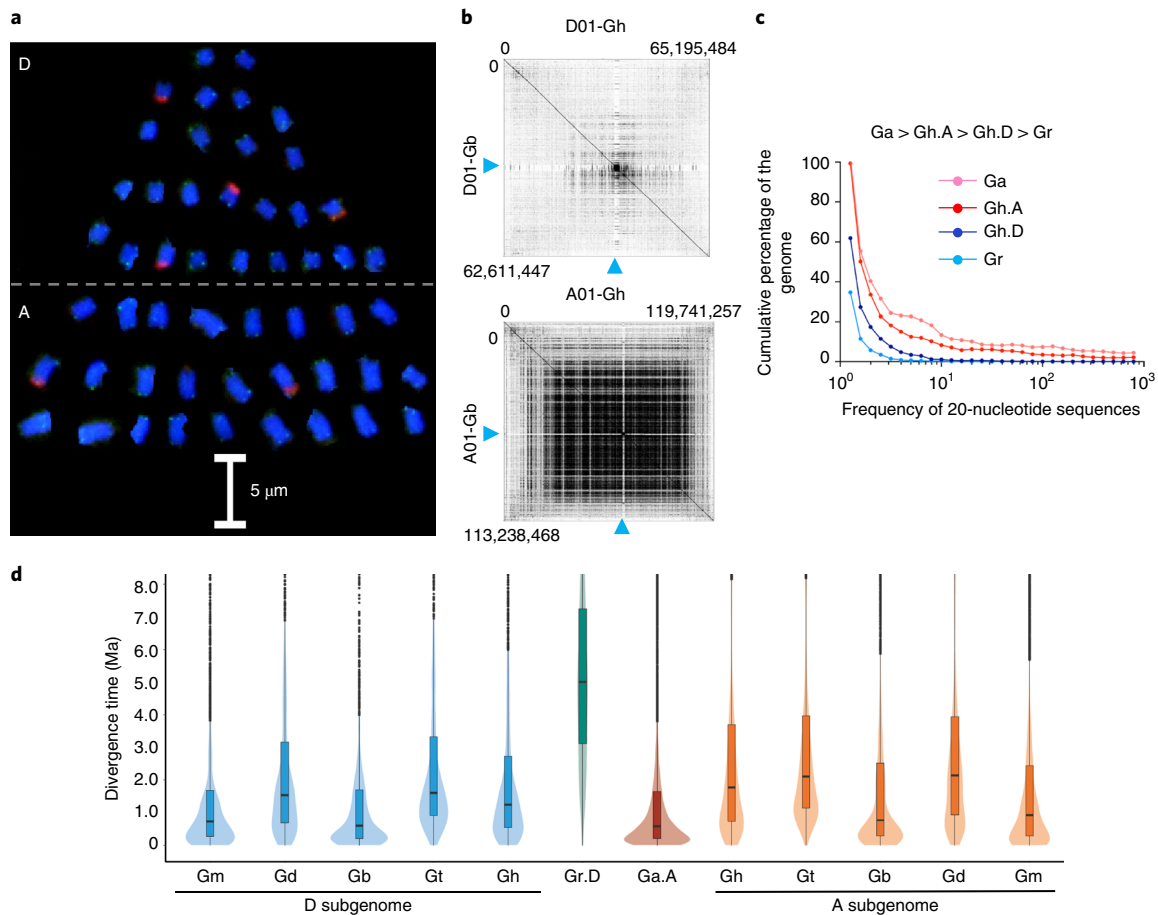 a
D
A
5 μm
b
D01-Gh
0
65,195,484
0
D01-Gb
62,611,447
A01-Gh
0
119,741,257
0
A01-Gb
113,238,468
c
Ga > Gh.A > Gh.D > Gr
Cumulative percentage of the
genome
100
80
60
40
20
0
Ga
Gh.A
Gh.D
Gr
10⁰ 10¹ 10² 10³
Frequency of 20-nucleotide sequences
d
Divergence time (Ma)
8.0
7.0
6.0
5.0
4.0
3.0
2.0
1.0
0
Gm Gd Gb Gt Gh Gr.D Ga.A Gh Gt Gb Gd Gm
D subgenome A subgenome